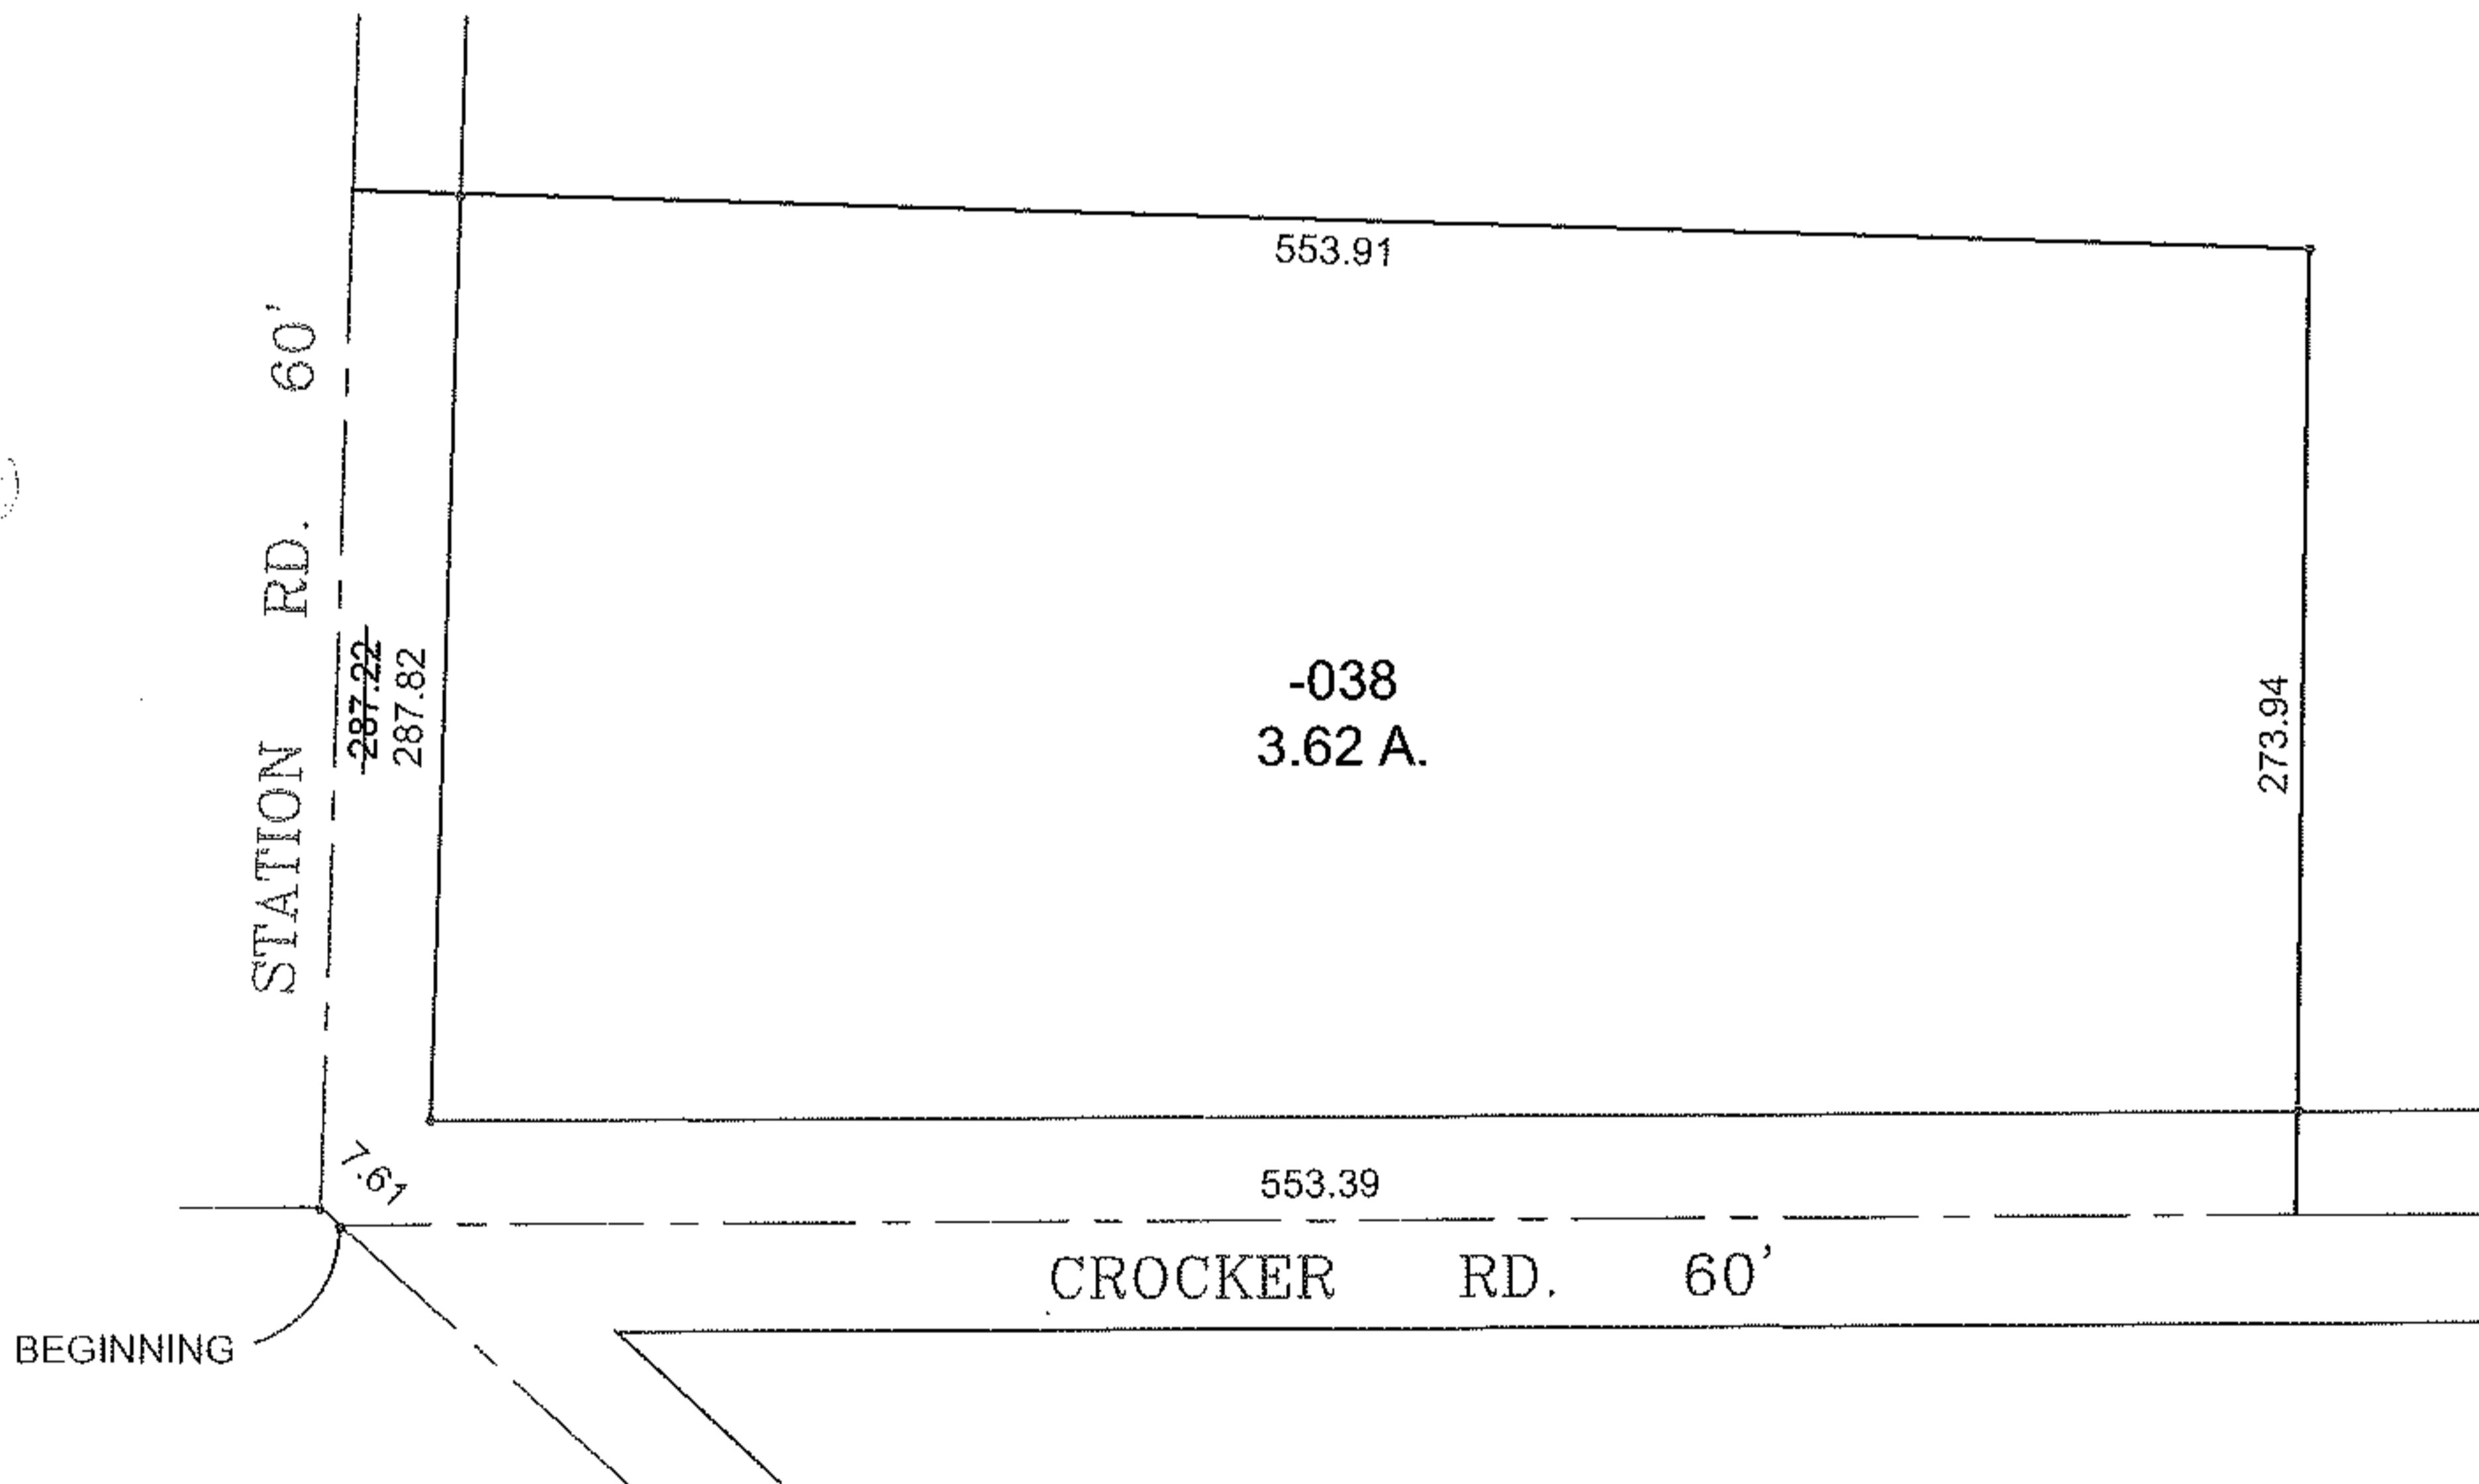 553.91
STATION RD. 60'
287.22
287.82
-038
3.62 A.
273.94
7.61
553.39
CROCKER RD. 60'
BEGINNING